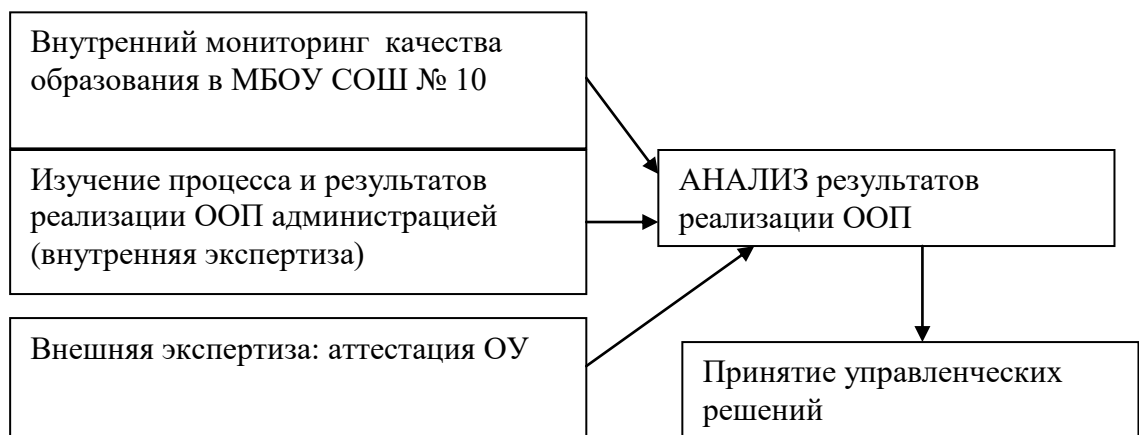 Внутренний мониторинг качества
образования в МБОУ СОШ № 10
Изучение процесса и результатов
реализации ООП администрацией
(внутренняя экспертиза)
АНАЛИЗ результатов
реализации ООП
Внешняя экспертиза: аттестация ОУ
Принятие управленческих
решений